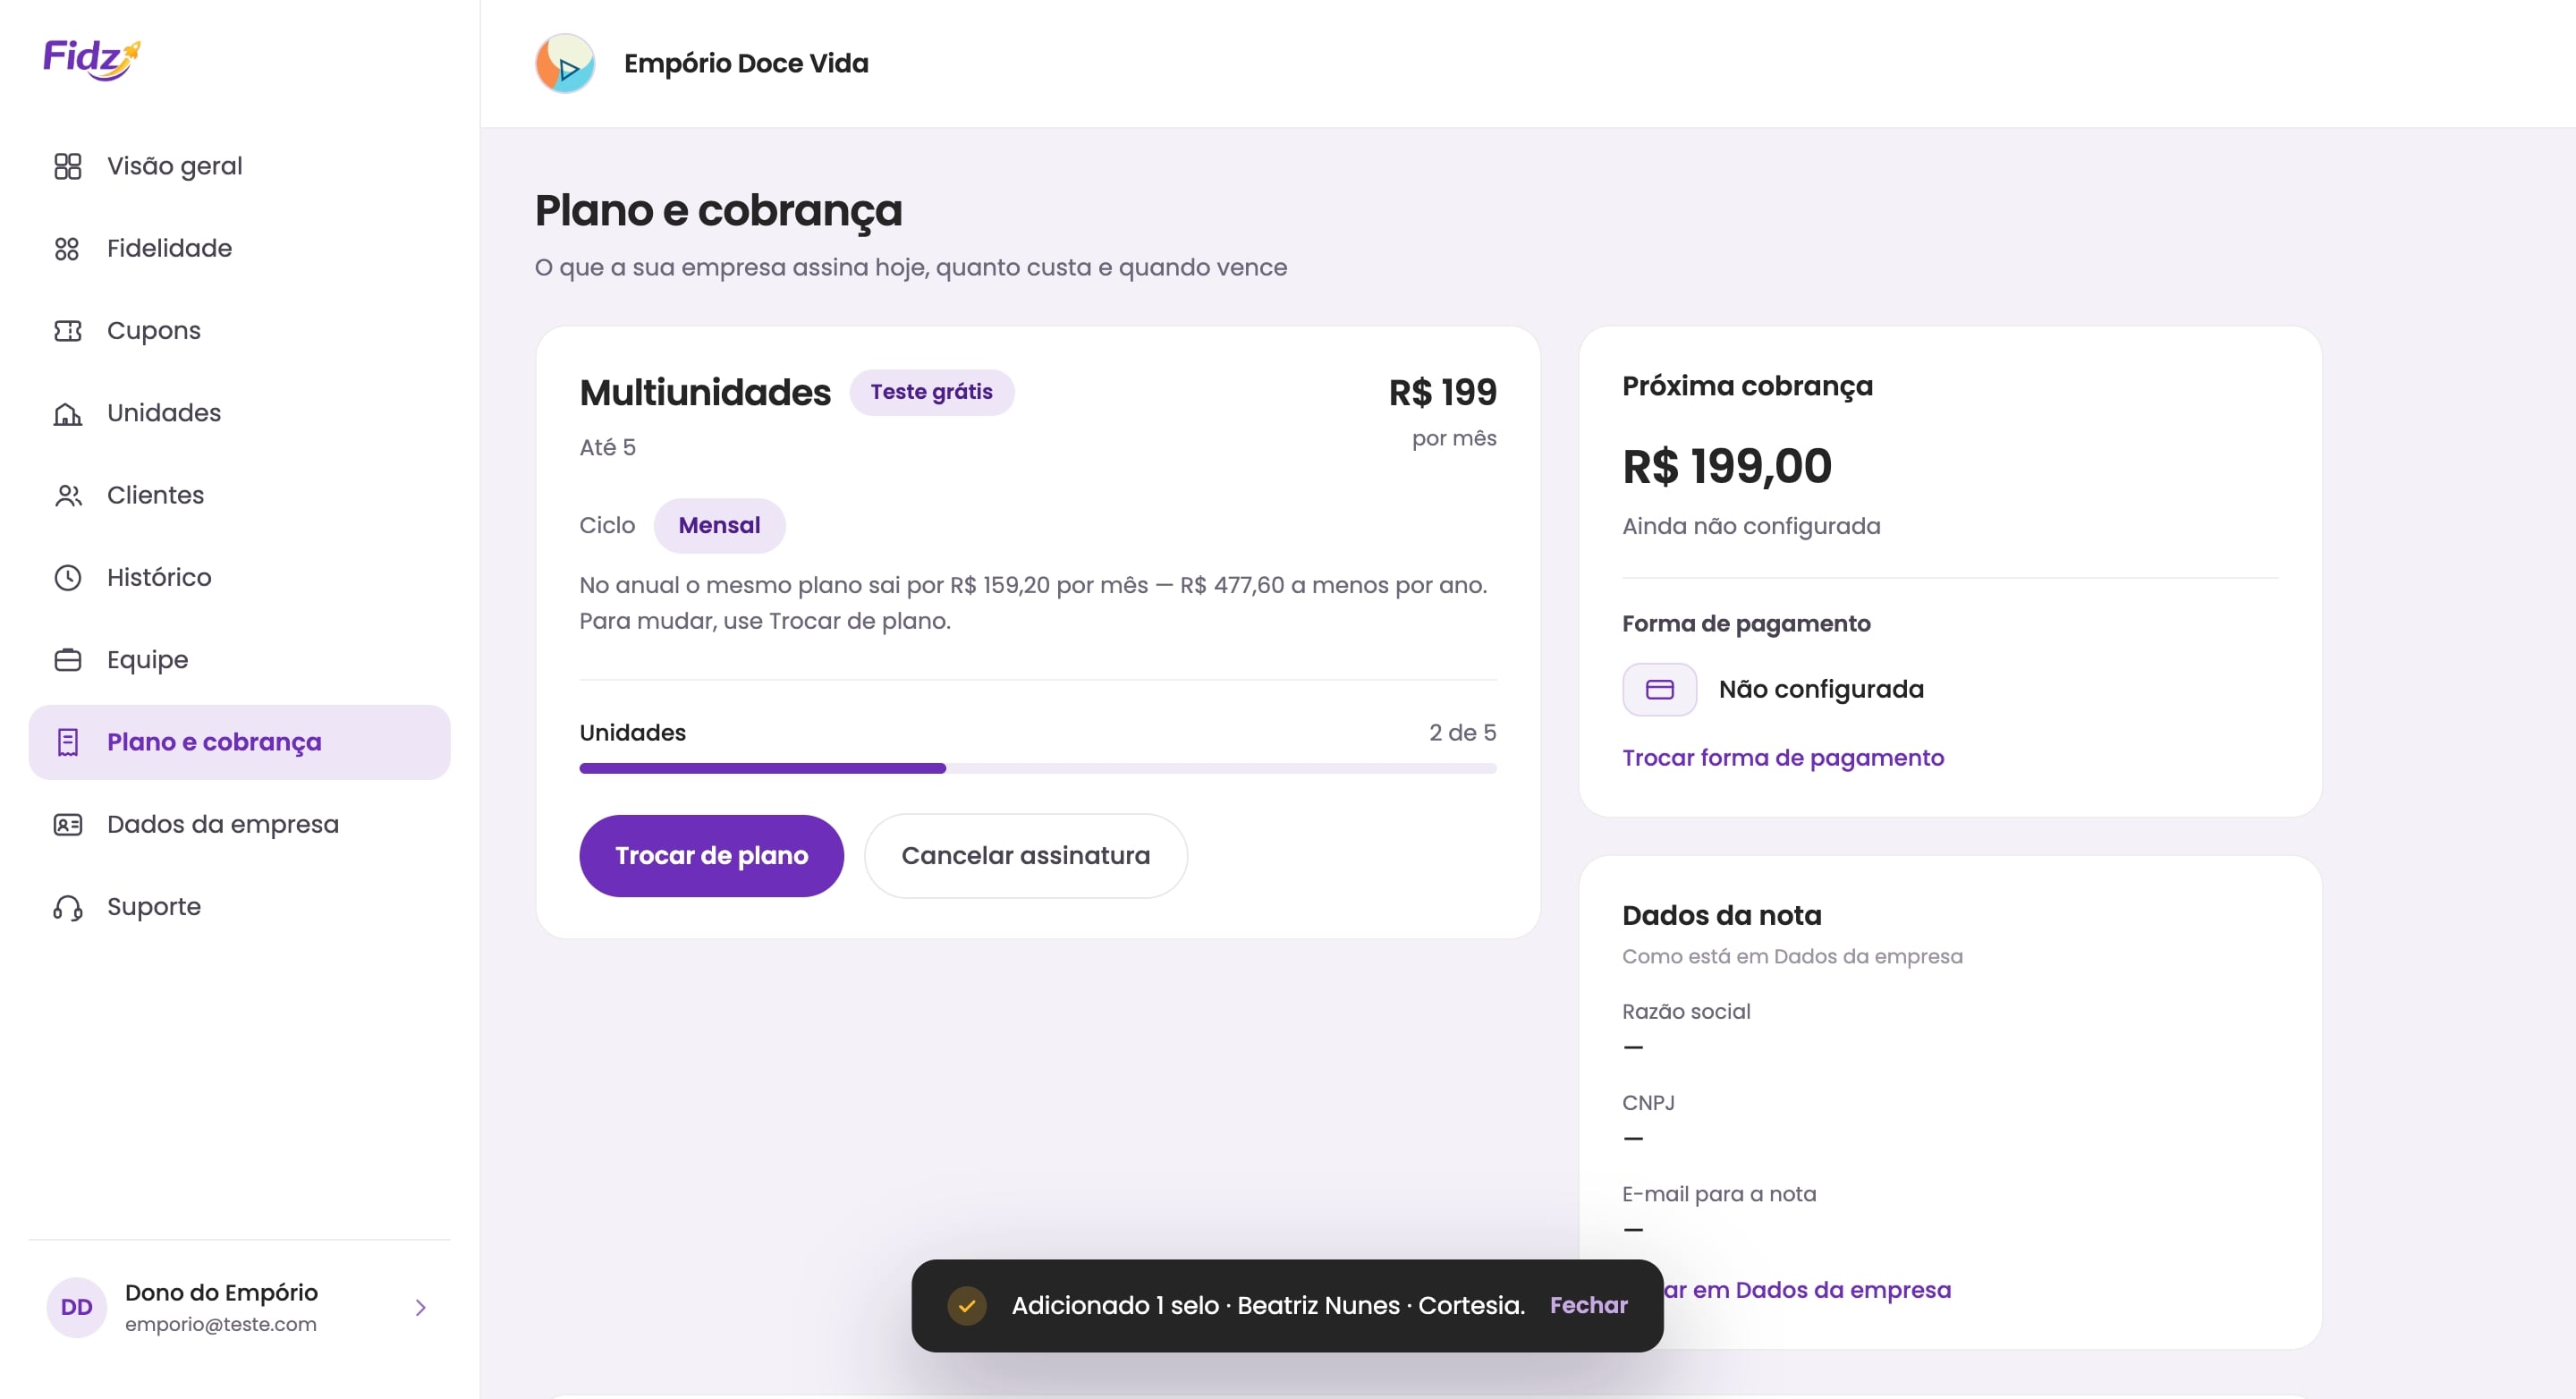 Fidz
Visão geral
Fidelidade
Cupons
Unidades
Clientes
Histórico
Equipe
Plano e cobrança
Dados da empresa
Suporte
DD
Dono do Empório
emporio@teste.com
Empório Doce Vida
Plano e cobrança
O que a sua empresa assina hoje, quanto custa e quando vence
Multiunidades
Teste grátis
R$ 199
Até 5
por mês
Ciclo
Mensal
No anual o mesmo plano sai por R$ 159,20 por mês — R$ 477,60 a menos por ano.
Para mudar, use Trocar de plano.
Unidades
2 de 5
Trocar de plano
Cancelar assinatura
Próxima cobrança
R$ 199,00
Ainda não configurada
Forma de pagamento
Não configurada
Trocar forma de pagamento
Dados da nota
Como está em Dados da empresa
Razão social
—
CNPJ
—
E-mail para a nota
—
em Dados da empresa
Adicionado 1 selo · Beatriz Nunes · Cortesia.
Fechar